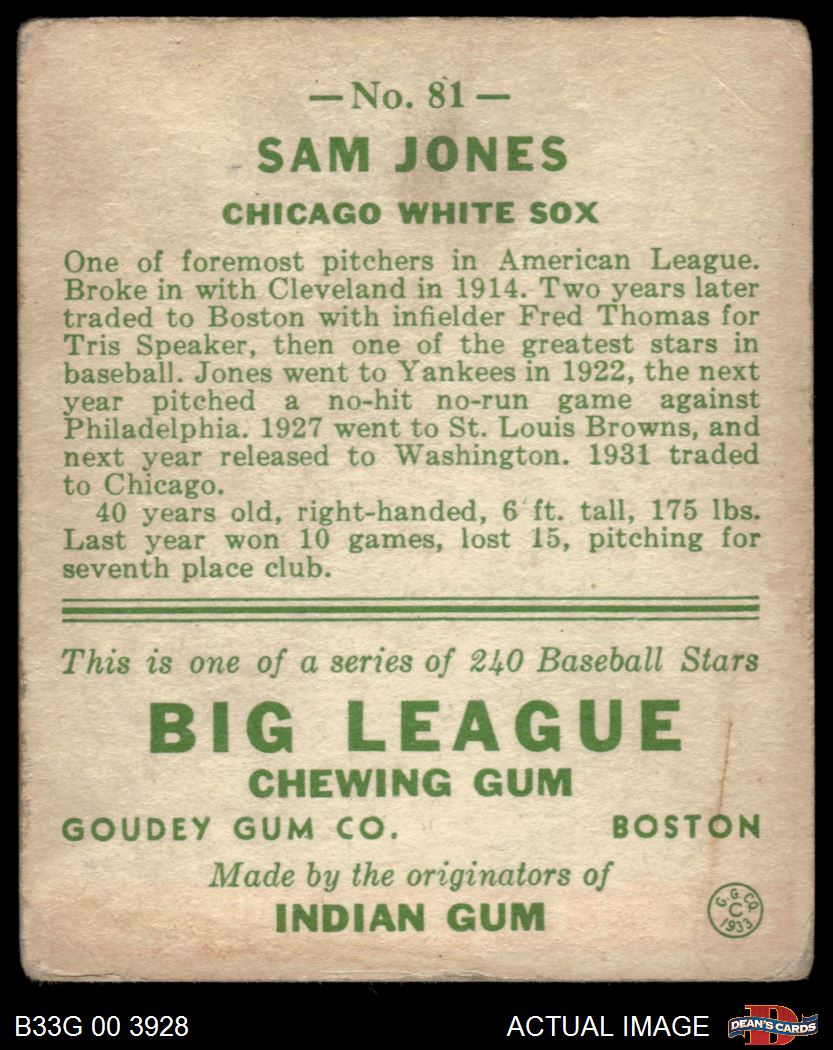 —No. 81—
SAM JONES
CHICAGO WHITE SOX
One of foremost pitchers in American League.
Broke in with Cleveland in 1914. Two years later
traded to Boston with infielder Fred Thomas for
Tris Speaker, then one of the greatest stars in
baseball. Jones went to Yankees in 1922, the next
year pitched a no-hit no-run game against
Philadelphia. 1927 went to St. Louis Browns, and
next year released to Washington. 1931 traded
to Chicago.
40 years old, right-handed, 6 ft. tall, 175 lbs.
Last year won 10 games, lost 15, pitching for
seventh place club.
This is one of a series of 240 Baseball Stars
BIG LEAGUE
CHEWING GUM
GOUDEY GUM CO. BOSTON
Made by the originators of
INDIAN GUM
G. G. CO.
C
1933
B33G 00 3928 ACTUAL IMAGE D DEAN'S CARDS